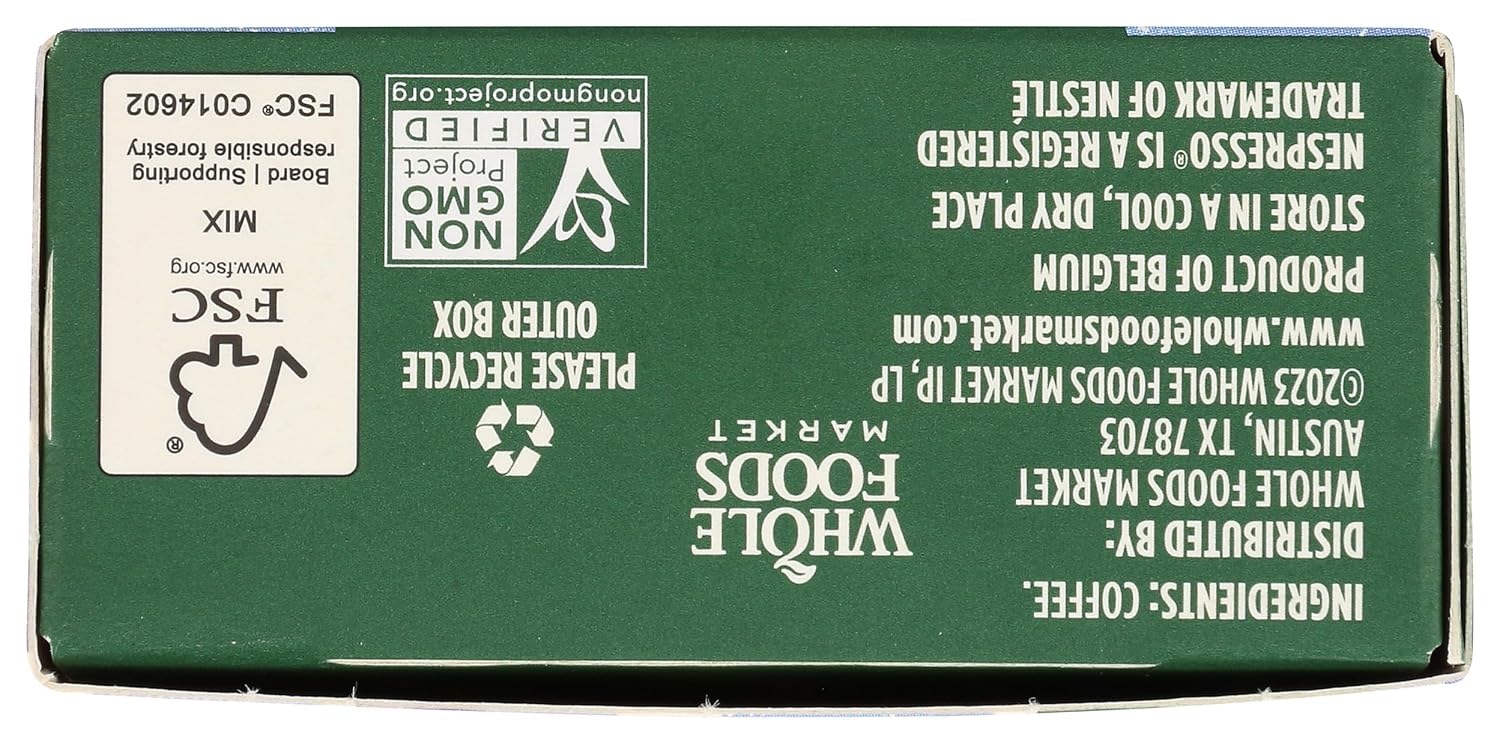 INGREDIENTS: COFFEE.
DISTRIBUTED BY:
WHOLE FOODS MARKET
AUSTIN, TX 78703
©2023 WHOLE FOODS MARKET IP, LP
www.wholefoodsmarket.com
PRODUCT OF BELGIUM
STORE IN A COOL, DRY PLACE
NESPRESSO® IS A REGISTERED
TRADEMARK OF NESTLÉ
WHOLE
FOODS
MARKET
PLEASE RECYCLE
OUTER BOX
NON
GMO
Project
VERIFIED
nongmoproject.org
®
FSC
www.fsc.org
MIX
Board | Supporting
responsible forestry
FSC® C014602